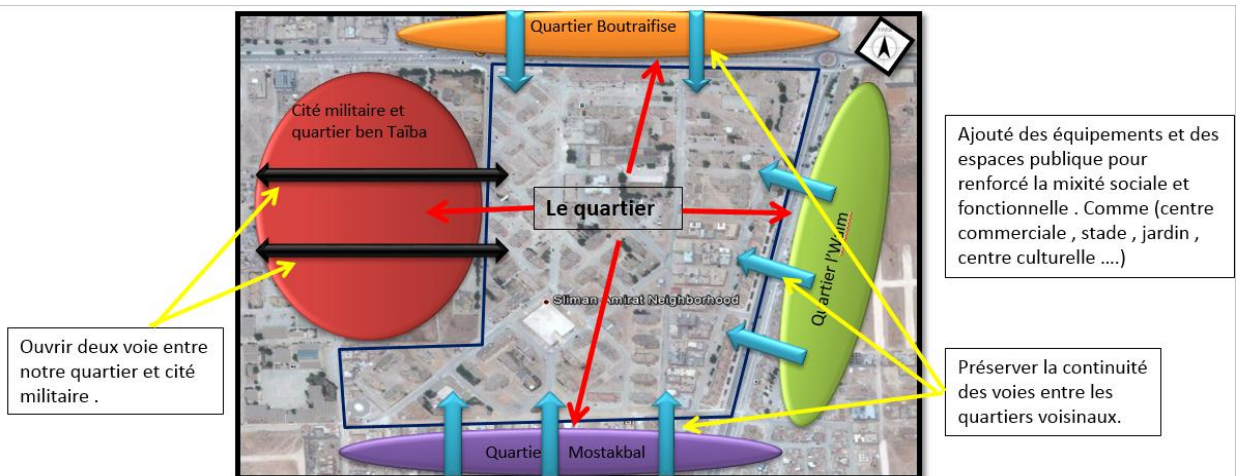 Quartier Boutraifise
Cité militaire et
quartier ben Taïba
Le quartier
Quartier l'Wiam
Sliman Amirat Neighborhood
Quartie Mostakbal
Ajouté des équipements et des
espaces publique pour
renforcé la mixité sociale et
fonctionnelle . Comme (centre
commerciale , stade , jardin ,
centre culturelle ....)
Ouvrir deux voie entre
notre quartier et cité
militaire .
Préserver la continuité
des voies entre les
quartiers voisinaux.